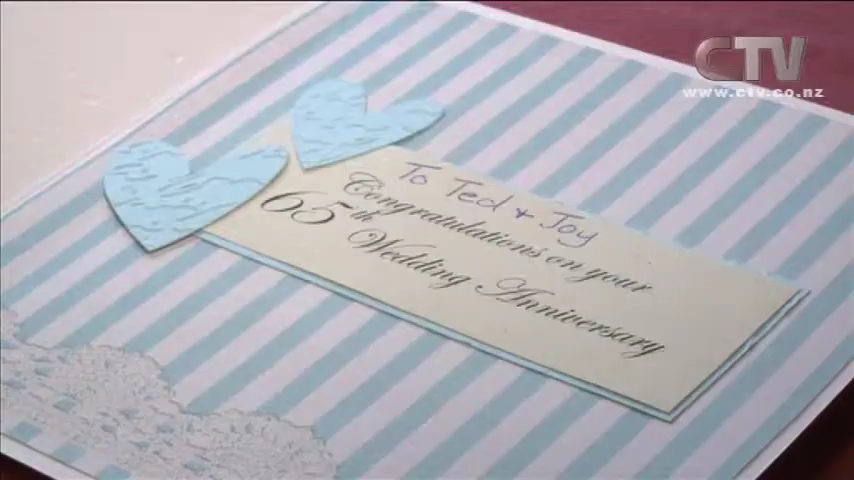 CTV
www.ctv.co.nz
To Ted + Joy
Congratulations on your
65th
Wedding Anniversary